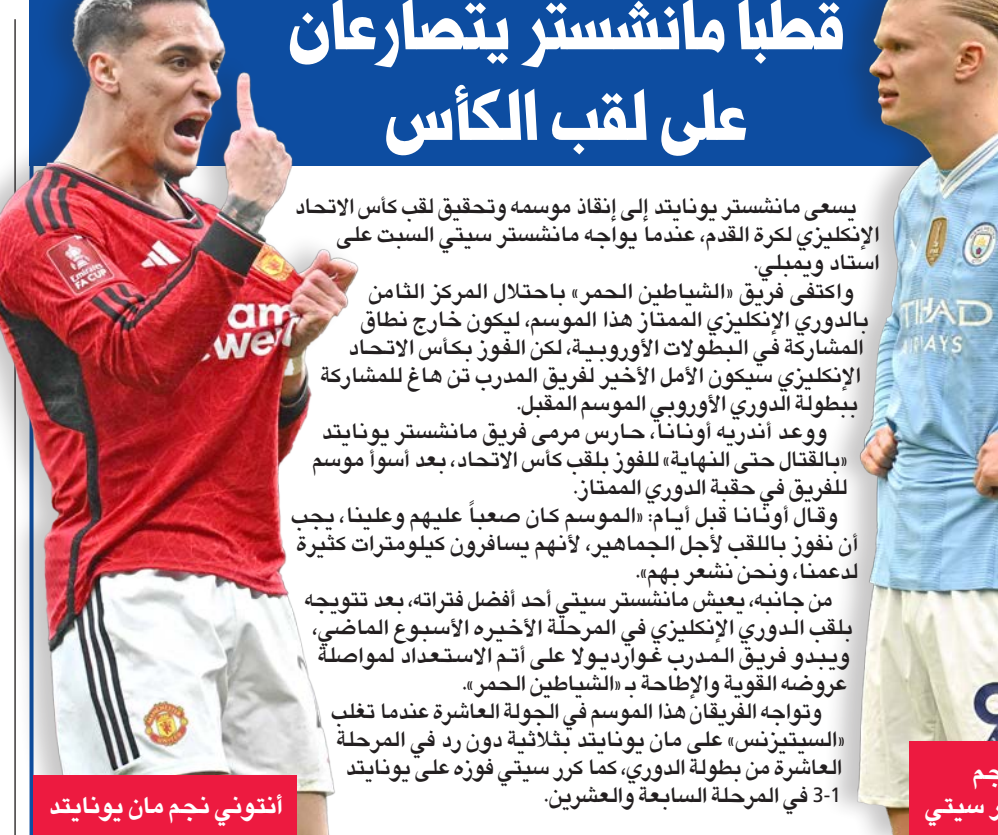 قطبا مانشستر يتصارعان
على لقب الكأس
يسعى مانشستر يونايتد إلى إنقاذ موسمه وتحقيق لقب كأس الاتحاد
الإنكليزي لكرة القدم، عندما يواجه مانشستر سيتي السبت على
استاد ويمبلي.
واكتفى فريق «الشياطين الحمر» باحتلال المركز الثامن
بالدوري الإنكليزي الممتاز هذا الموسم، ليكون خارج نطاق
المشاركة في البطولات الأوروبية، لكن الفوز بكأس الاتحاد
الإنكليزي سيكون الأمل الأخير لفريق المدرب تن هاغ للمشاركة
ببطولة الدوري الأوروبي الموسم المقبل.
ووعد أندريه أونانا، حارس مرمى فريق مانشستر يونايتد
«بالقتال حتى النهاية» للفوز بلقب كأس الاتحاد، بعد أسوأ موسم
للفريق في حقبة الدوري الممتاز.
وقال أونانا قبل أيام: «الموسم كان صعباً عليهم وعلينا، يجب
أن نفوز باللقب لأجل الجماهير، لأنهم يسافرون كيلومترات كثيرة
لدعمنا، ونحن نشعر بهم».
من جانبه، يعيش مانشستر سيتي أحد أفضل فتراته، بعد تتويجه
بلقب الدوري الإنكليزي في المرحلة الأخيره الأسبوع الماضي،
ويبدو فريق المدرب غوارديولا على أتم الاستعداد لمواصلة
عروضه القوية والإطاحة بـ «الشياطين الحمر».
وتواجه الفريقان هذا الموسم في الجولة العاشرة عندما تغلب
«السيتيزنس» على مان يونايتد بثلاثية دون رد في المرحلة
العاشرة من بطولة الدوري، كما كرر سيتي فوزه على يونايتد
3-1 في المرحلة السابعة والعشرين.
أنتوني نجم مان يونايتد
سيتي
Emirates
FA CUP